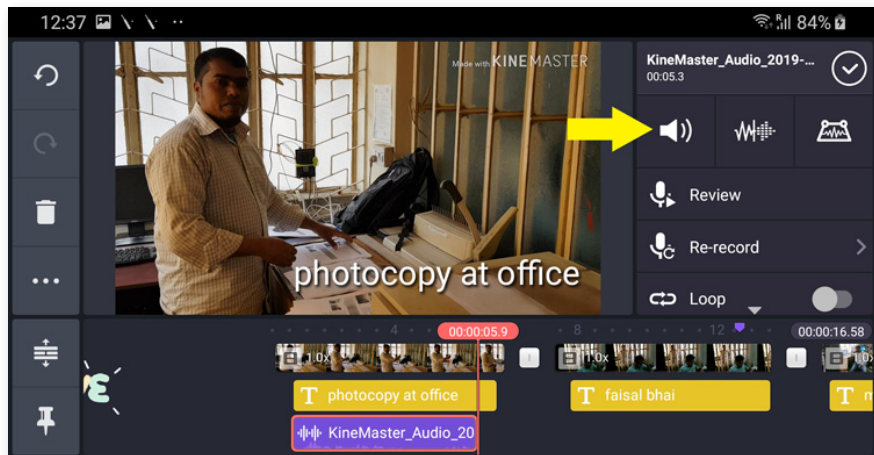 12:37
84%
Made with KINEMASTER
KineMaster_Audio_2019-...
00:05.3
Review
Re-record
Loop
photocopy at office
4
00:00:05.9
8
12
00:00:16.58
1.0x
1.0x
1.0x
photocopy at office
faisal bhai
KineMaster_Audio_20